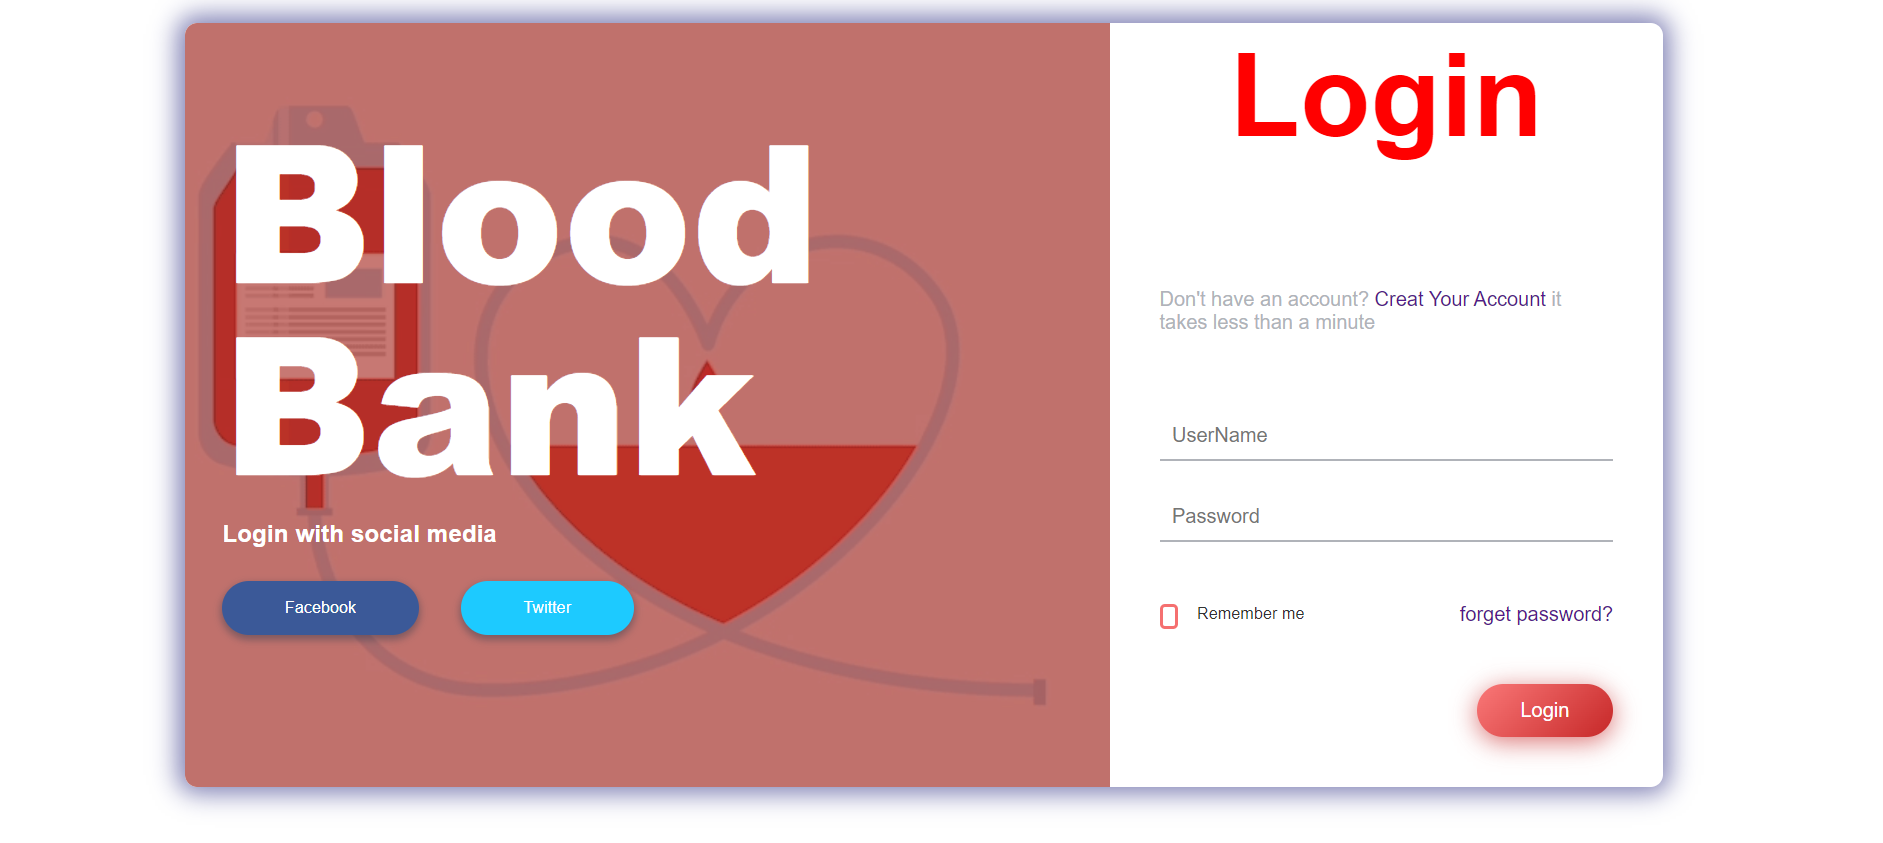 Blood
Bank
Login with social media
Facebook
Twitter
Login
Don't have an account? Creat Your Account it
takes less than a minute
UserName
Password
Remember me
forget password?
Login